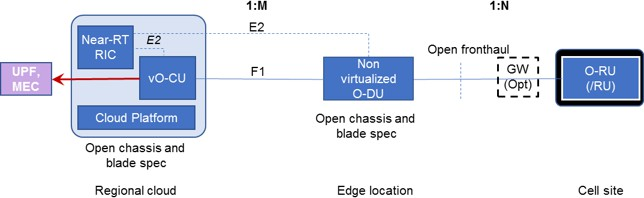 1:M
1:N
Near-RT
RIC
E2
E2
Open fronthaul
UPF,
MEC
vO-CU
F1
Non
virtualized
O-DU
GW
(Opt)
O-RU
(/RU)
Cloud Platform
Open chassis and
blade spec
Open chassis and
blade spec
Regional cloud
Edge location
Cell site